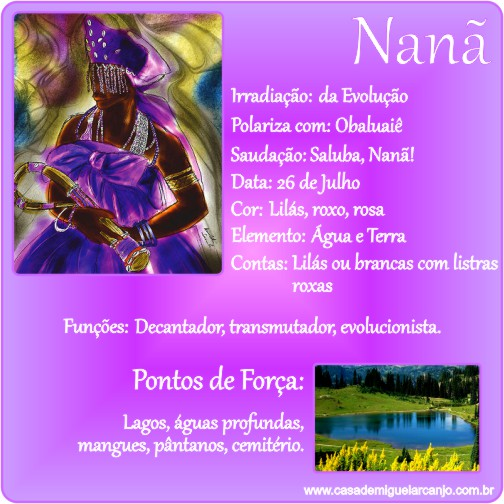 Nanã
Irradiação: da Evolução
Polariza com: Obaluaiê
Saudação: Saluba, Nanã!
Data: 26 de Julho
Cor: Lilás, roxo, rosa
Elemento: Água e Terra
Contas: Lilás ou brancas com listras
roxas
Funções: Decantador, transmutador, evolucionista.
Pontos de Força:
Lagos, águas profundas,
mangues, pântanos, cemitério.
www.casademiguelarcanjo.com.br